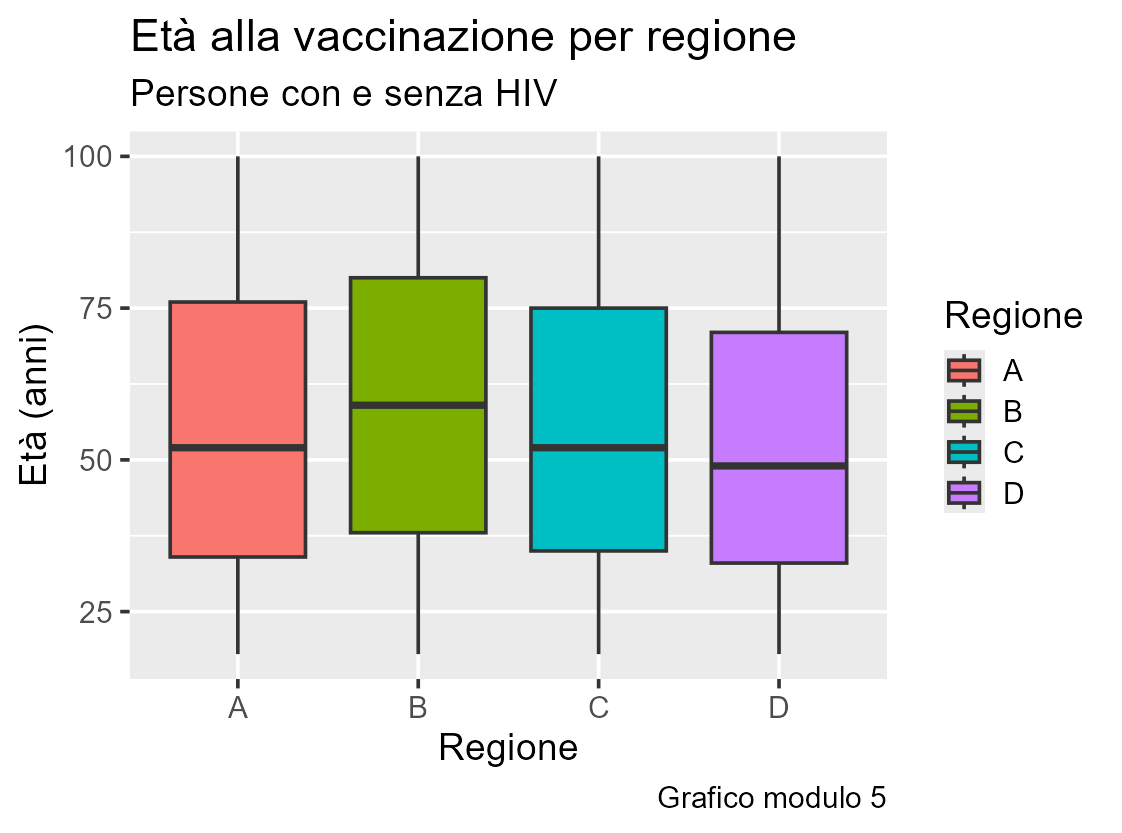 Età alla vaccinazione per regione
Persone con e senza HIV
Età (anni)
100
75
50
25
A
B
C
D
Regione
Regione
A
B
C
D
Grafico modulo 5